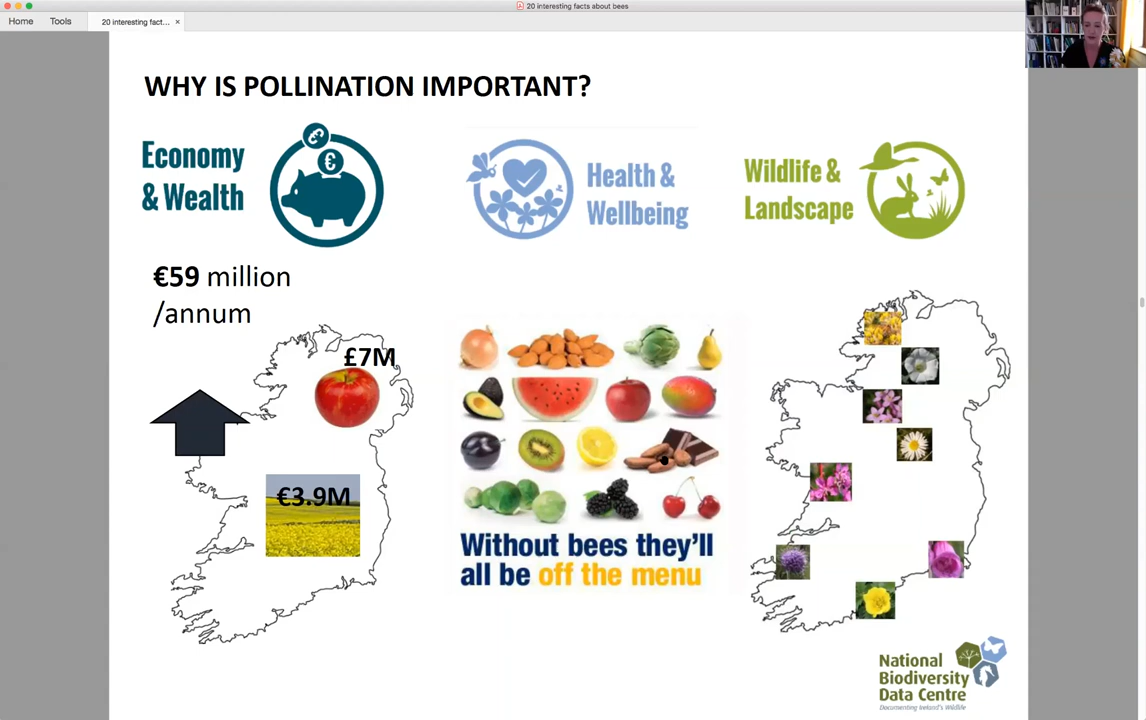 20 interesting facts about bees
Home
Tools
20 interesting fact...
×
WHY IS POLLINATION IMPORTANT?
Economy
& Wealth
€
€
Health &
Wellbeing
Wildlife &
Landscape
€59 million
/annum
£7M
€3.9M
Without bees they'll
all be off the menu
National
Biodiversity
Data Centre
Documenting Ireland's Wildlife